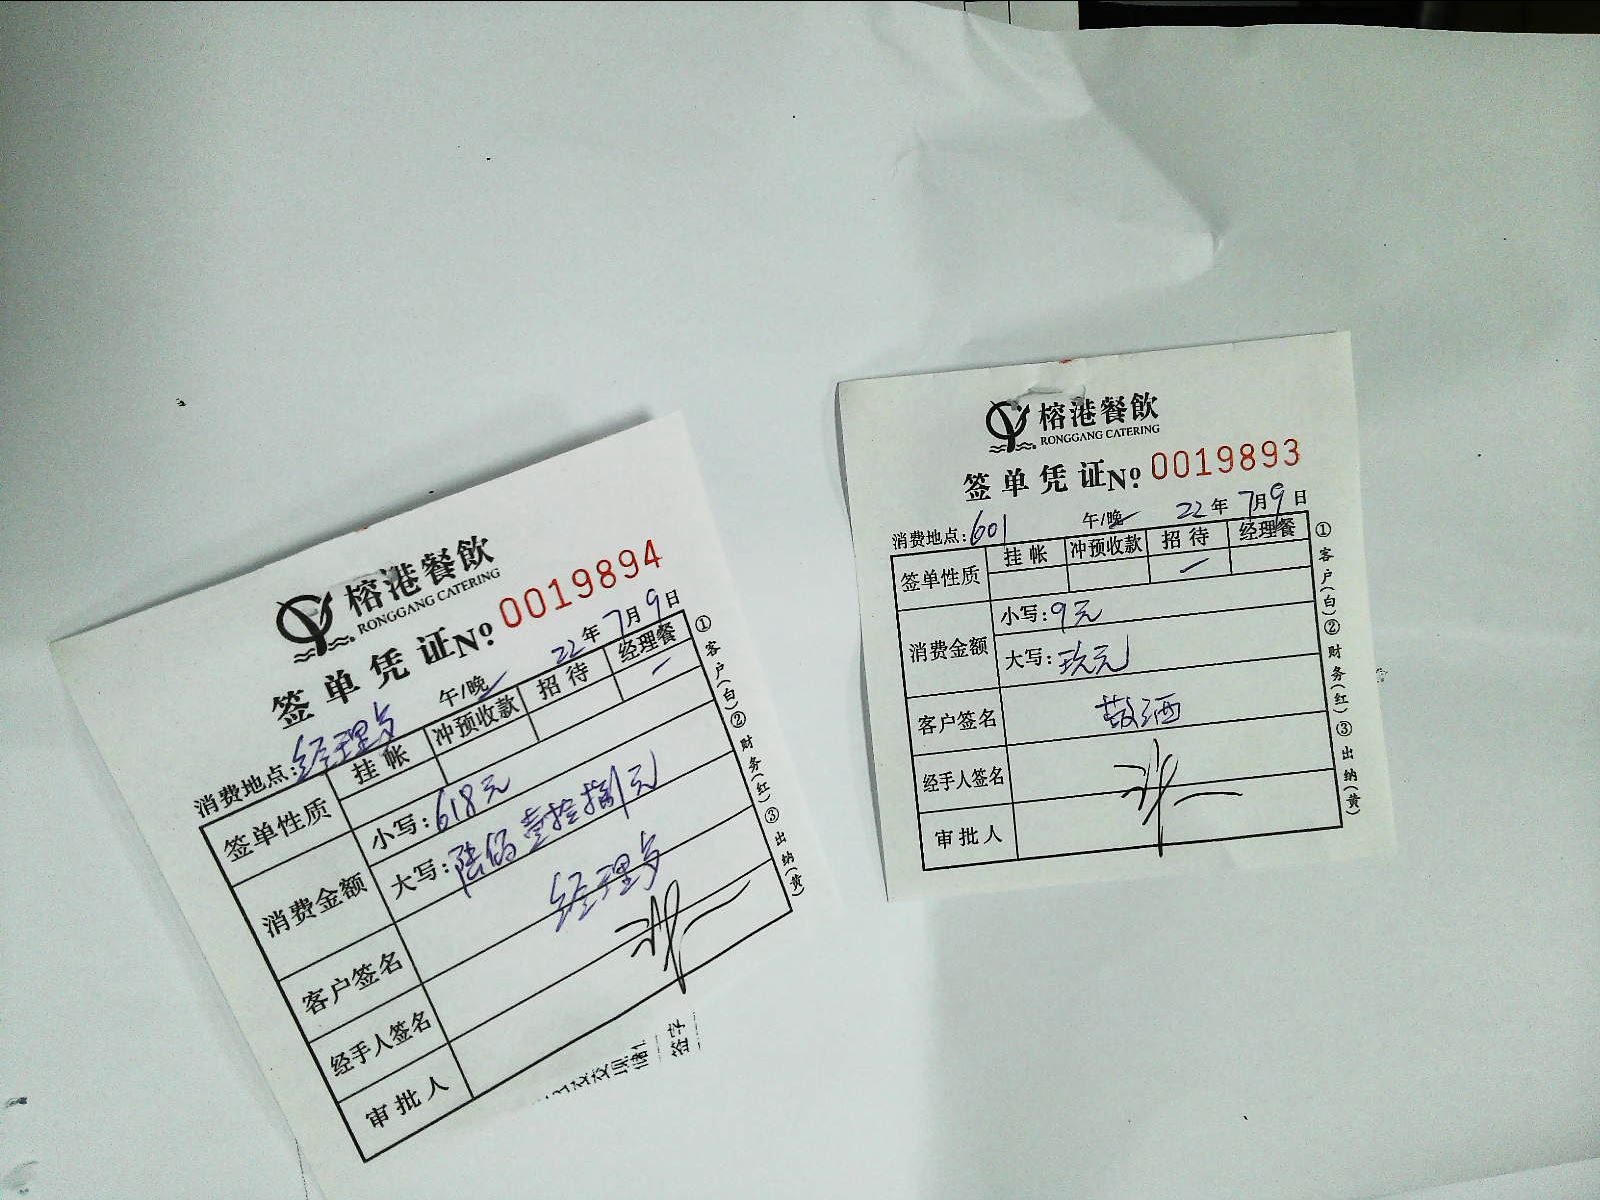 榕港餐飲
RONGGANG CATERING
签单凭证 Nº 0019894
消费地点:经理乡 午/晚 22年7月9日
签单性质 挂帐 冲预收款 招待 经理餐
一
消费金额 小写:618元
大写:陆佰壹拾捌元
客户签名 经理乡
经手人签名
审批人
①客户(白)②财务(红)③出纳(黄)
签字
榕港餐飲
RONGGANG CATERING
签单凭证 Nº 0019893
消费地点:601 午/晚 22年7月9日
签单性质 挂帐 冲预收款 招待 经理餐
一
消费金额 小写:9元
大写:玖元
客户签名 敬酒
经手人签名
审批人
①客户(白)②财务(红)③出纳(黄)